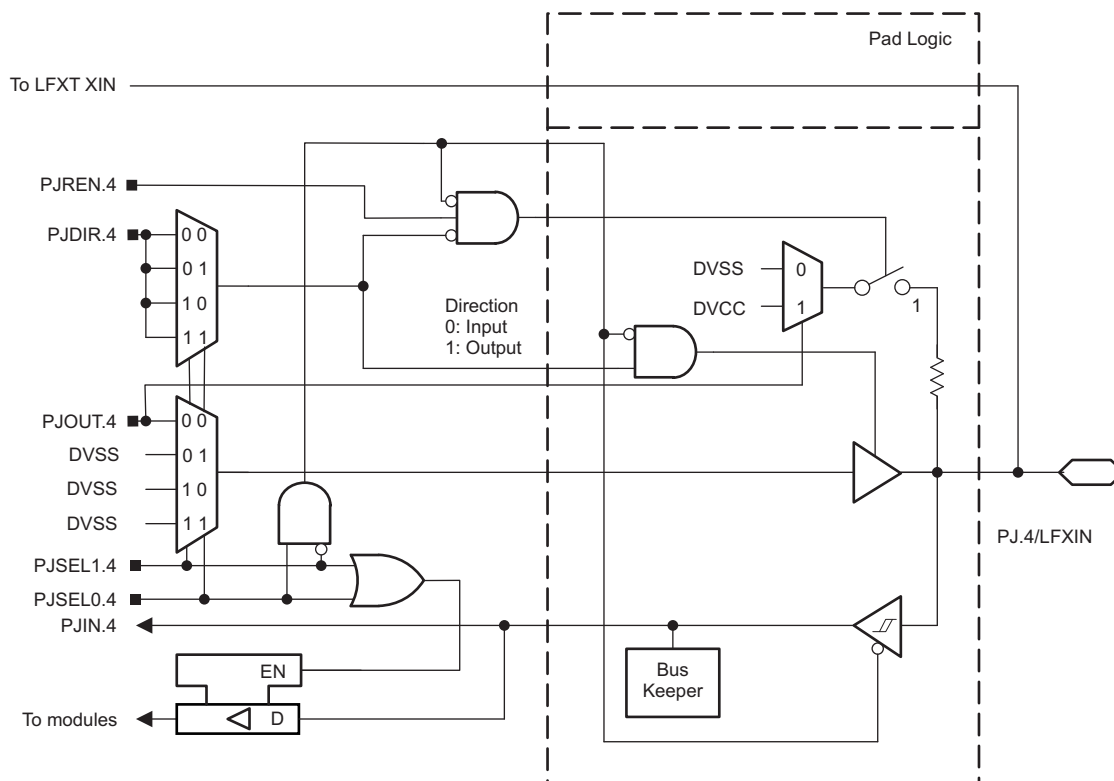 Pad Logic
To LFXT XIN
PJREN.4
PJDIR.4
0 0
0 1
1 0
1 1
Direction
0: Input
1: Output
DVSS
0
DVCC
1
1
PJOUT.4
0 0
DVSS
0 1
DVSS
1 0
DVSS
1 1
PJ.4/LFXIN
PJSEL1.4
PJSEL0.4
PJIN.4
EN
Bus
Keeper
To modules
D